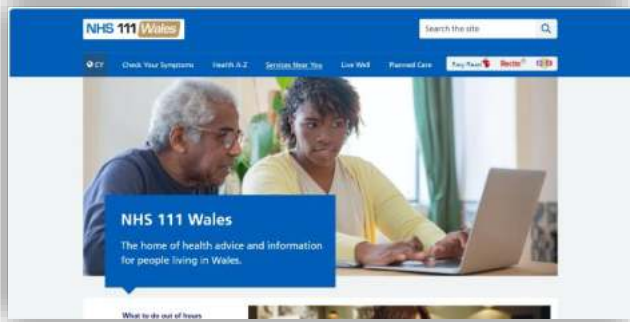 NHS 111 Wales
Search the site
CY Check Your Symptoms Health A-Z Services Near You Live Well Planned Care Easy Read Recite
NHS 111 Wales
The home of health advice and information
for people living in Wales.
What to do out of hours